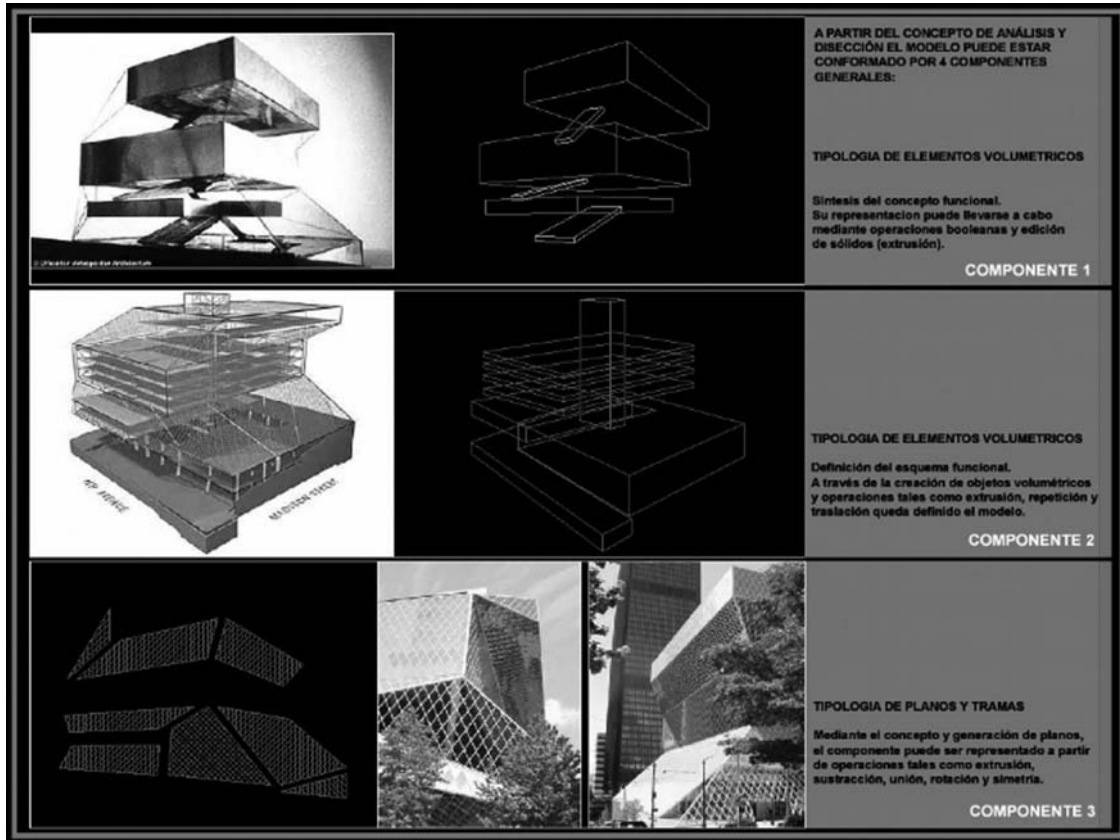 A PARTIR DEL CONCEPTO DE ANÁLISIS Y
DISECCIÓN EL MODELO PUEDE ESTAR
CONFORMADO POR 4 COMPONENTES
GENERALES:
TIPOLOGIA DE ELEMENTOS VOLUMETRICOS
Síntesis del concepto funcional.
Su representacion puede llevarse a cabo
mediante operaciones booleanas y edición
de sólidos (extrusión).
COMPONENTE 1
MADISON STREET
AVENUE
TIPOLOGIA DE ELEMENTOS VOLUMETRICOS
Definición del esquema funcional.
A través de la creación de objetos volumétricos
y operaciones tales como extrusión, repetición y
traslación queda definido el modelo.
COMPONENTE 2
TIPOLOGIA DE PLANOS Y TRAMAS
Mediante el concepto y generación de planos,
el componente puede ser representado a partir
de operaciones tales como extrusión,
sustracción, unión, rotación y simetría.
COMPONENTE 3